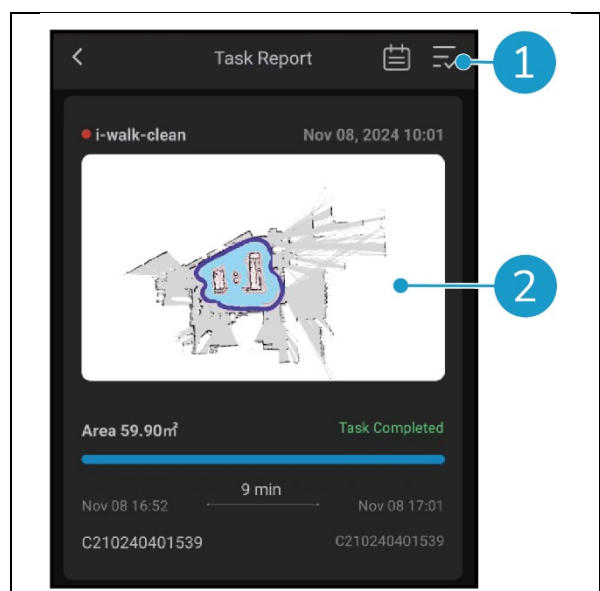 Task Report
1
i-walk-clean Nov 08, 2024 10:01
2
Area 59.90㎡ Task Completed
9 min
Nov 08 16:52 Nov 08 17:01
C210240401539 C210240401539